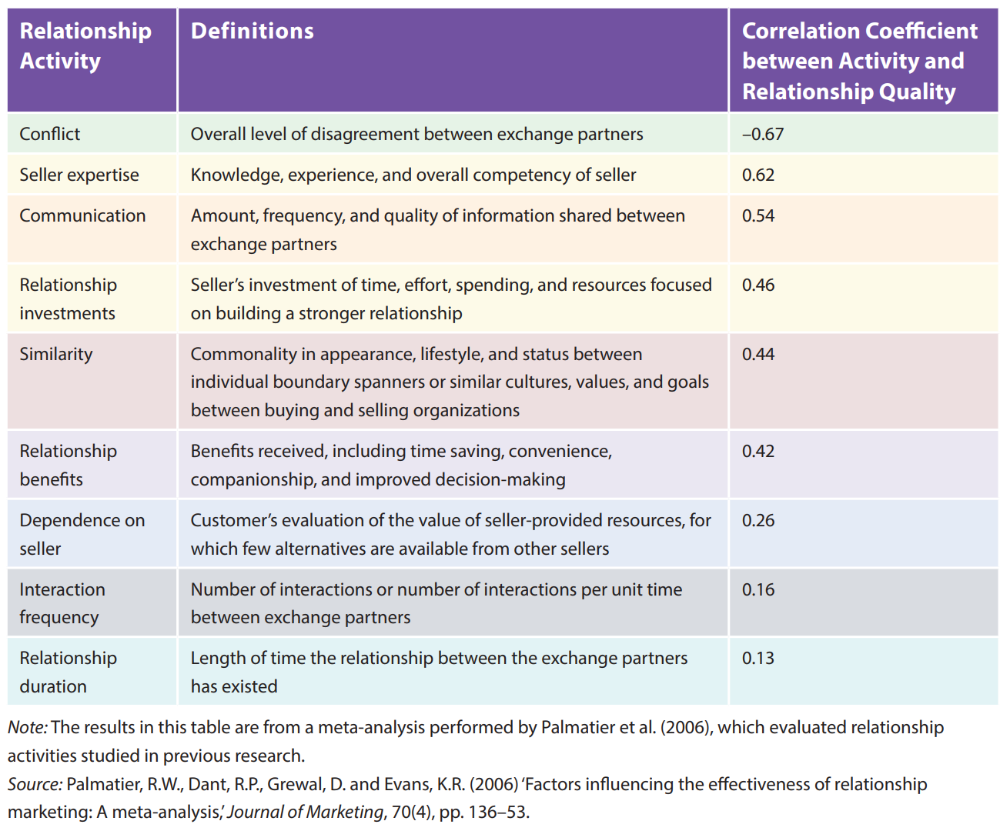 Relationship Activity
Definitions
Correlation Coefficient between Activity and Relationship Quality
Conflict
Overall level of disagreement between exchange partners
–0.67
Seller expertise
Knowledge, experience, and overall competency of seller
0.62
Communication
Amount, frequency, and quality of information shared between
exchange partners
0.54
Relationship
investments
Seller’s investment of time, effort, spending, and resources focused
on building a stronger relationship
0.46
Similarity
Commonality in appearance, lifestyle, and status between
individual boundary spanners or similar cultures, values, and goals
between buying and selling organizations
0.44
Relationship
benefits
Benefits received, including time saving, convenience,
companionship, and improved decision-making
0.42
Dependence on
seller
Customer’s evaluation of the value of seller-provided resources, for
which few alternatives are available from other sellers
0.26
Interaction
frequency
Number of interactions or number of interactions per unit time
between exchange partners
0.16
Relationship
duration
Length of time the relationship between the exchange partners
has existed
0.13
Note: The results in this table are from a meta-analysis performed by Palmatier et al. (2006), which evaluated relationship
activities studied in previous research.
Source: Palmatier, R.W., Dant, R.P., Grewal, D. and Evans, K.R. (2006) ‘Factors influencing the effectiveness of relationship
marketing: A meta-analysis,’ Journal of Marketing, 70(4), pp. 136–53.